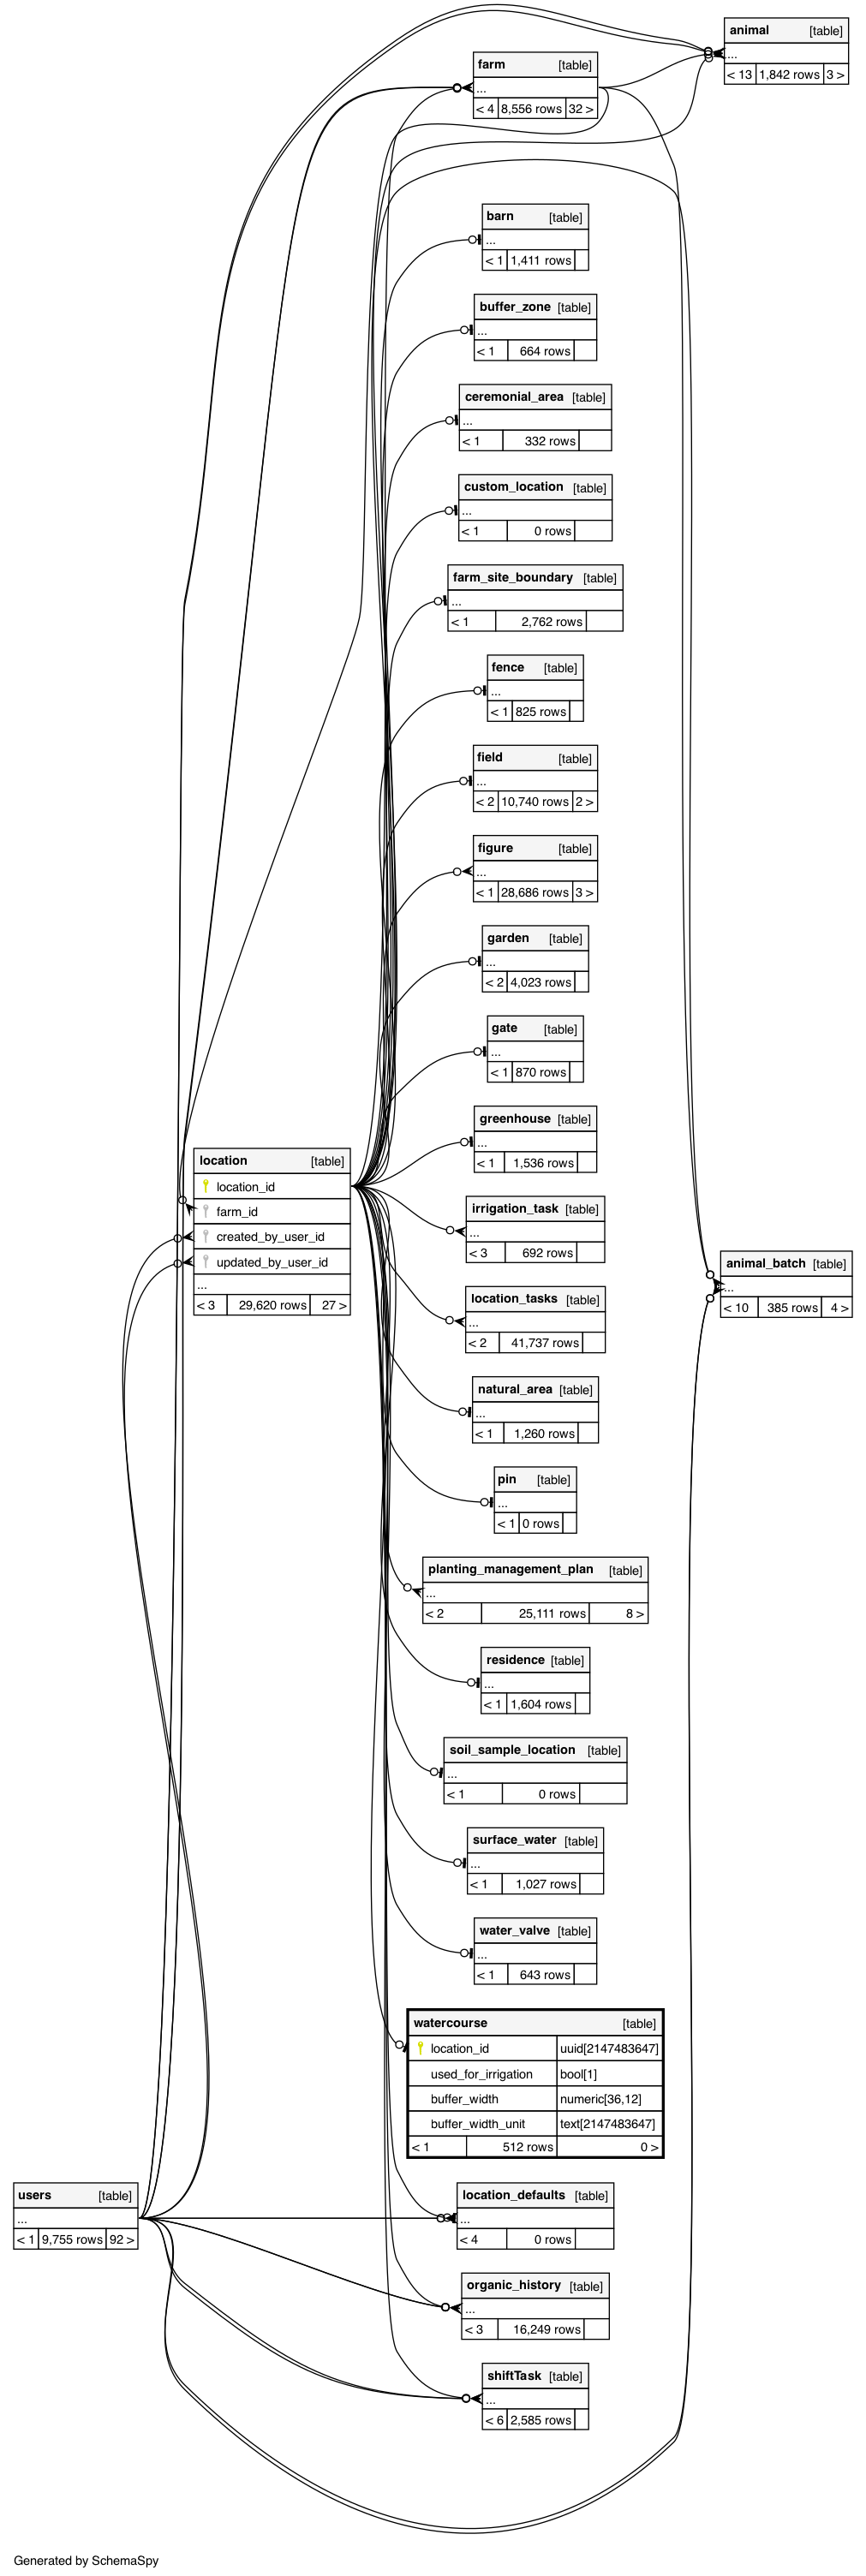 animal [table]
...
< 13 1,842 rows 3 >
farm [table]
...
< 4 8,556 rows 32 >
barn [table]
...
< 1 1,411 rows
buffer_zone [table]
...
< 1 664 rows
ceremonial_area [table]
...
< 1 332 rows
custom_location [table]
...
< 1 0 rows
farm_site_boundary [table]
...
< 1 2,762 rows
fence [table]
...
< 1 825 rows
field [table]
...
< 2 10,740 rows 2 >
figure [table]
...
< 1 28,686 rows 3 >
garden [table]
...
< 2 4,023 rows
gate [table]
...
< 1 870 rows
greenhouse [table]
...
< 1 1,536 rows
location [table]
location_id
farm_id
created_by_user_id
updated_by_user_id
...
< 3 29,620 rows 27 >
irrigation_task [table]
...
< 3 692 rows
animal_batch [table]
...
< 10 385 rows 4 >
location_tasks [table]
...
< 2 41,737 rows
natural_area [table]
...
< 1 1,260 rows
pin [table]
...
< 1 0 rows
planting_management_plan [table]
...
< 2 25,111 rows 8 >
residence [table]
...
< 1 1,604 rows
soil_sample_location [table]
...
< 1 0 rows
surface_water [table]
...
< 1 1,027 rows
water_valve [table]
...
< 1 643 rows
watercourse [table]
location_id uuid[2147483647]
used_for_irrigation bool[1]
buffer_width numeric[36,12]
buffer_width_unit text[2147483647]
< 1 512 rows 0 >
users [table]
...
< 1 9,755 rows 92 >
location_defaults [table]
...
< 4 0 rows
organic_history [table]
...
< 3 16,249 rows
shiftTask [table]
...
< 6 2,585 rows
Generated by SchemaSpy